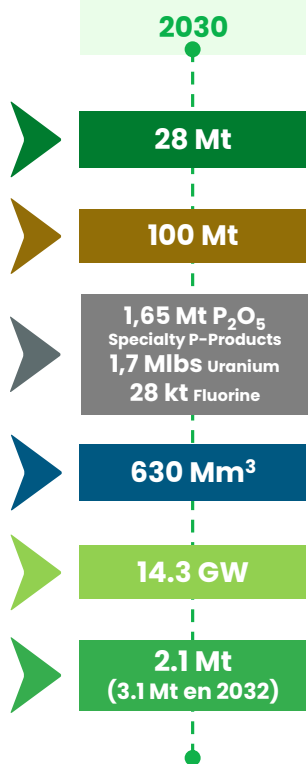 2030
28 Mt
100 Mt
1,65 Mt P₂O₅
Specialty P-Products
1,7 Mlbs Uranium
28 kt Fluorine
630 Mm³
14.3 GW
2.1 Mt
(3.1 Mt en 2032)